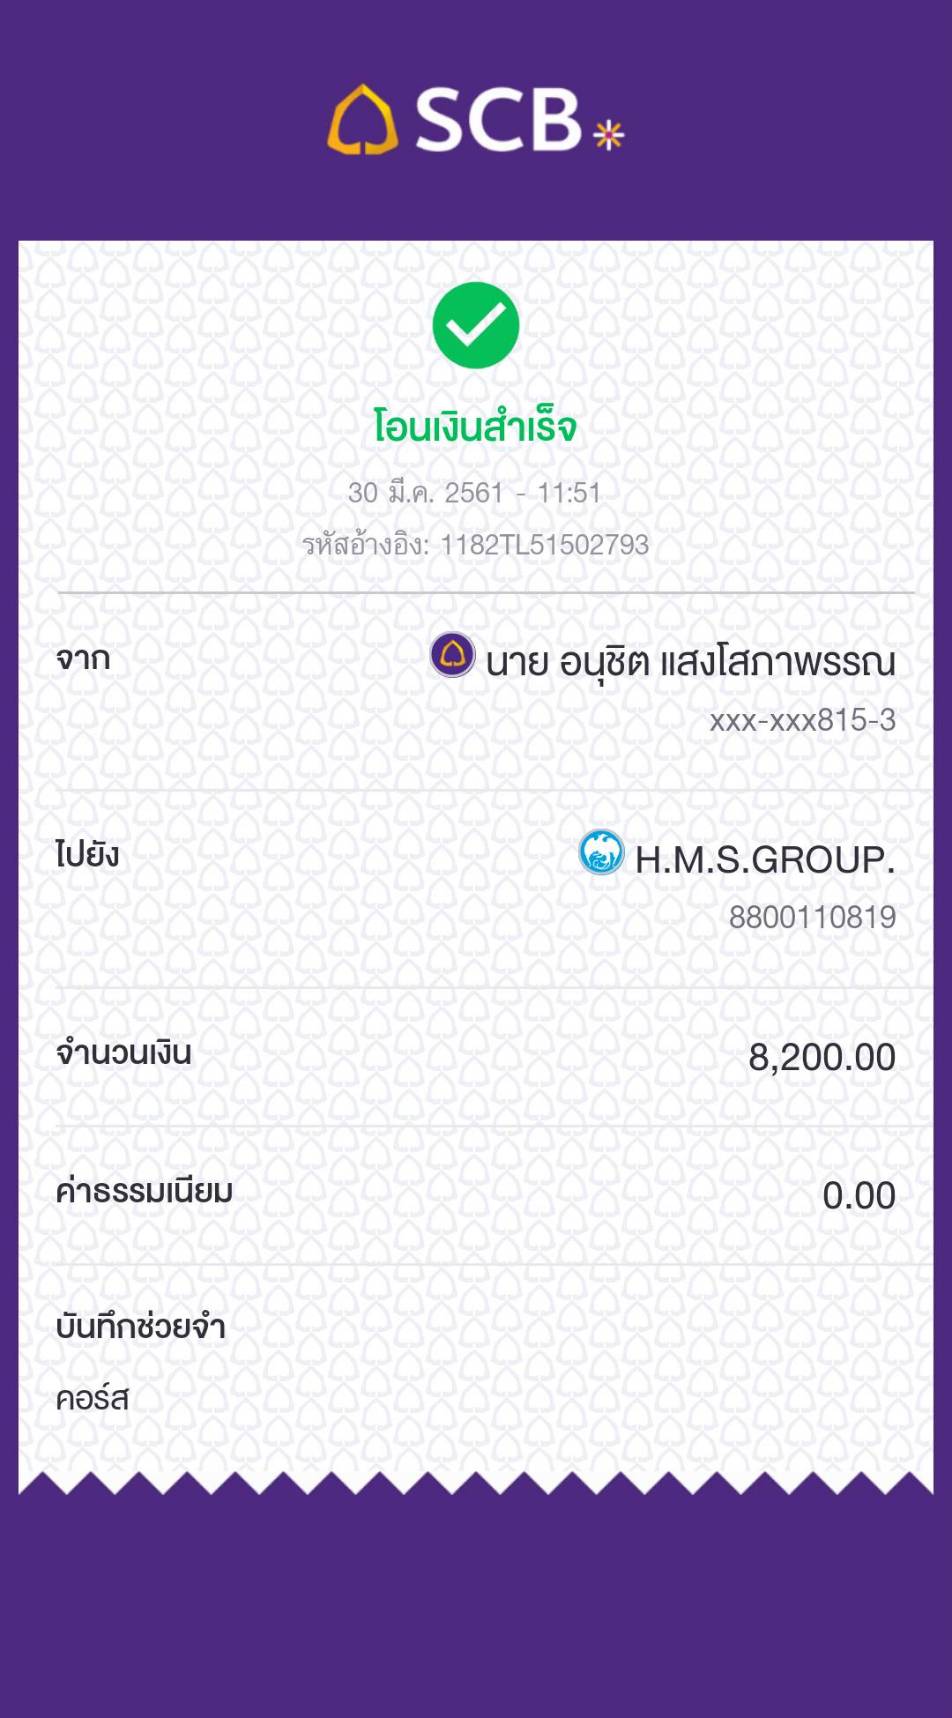 SCB
โอนเงินสำเร็จ
30 มี.ค. 2561 - 11:51
รหัสอ้างอิง: 1182TL51502793
จาก
นาย อนุชิต แสงโสภาพรรณ
xxx-xxx815-3
ไปยัง
H.M.S.GROUP.
8800110819
จำนวนเงิน
8,200.00
ค่าธรรมเนียม
0.00
บันทึกช่วยจำ
คอร์ส